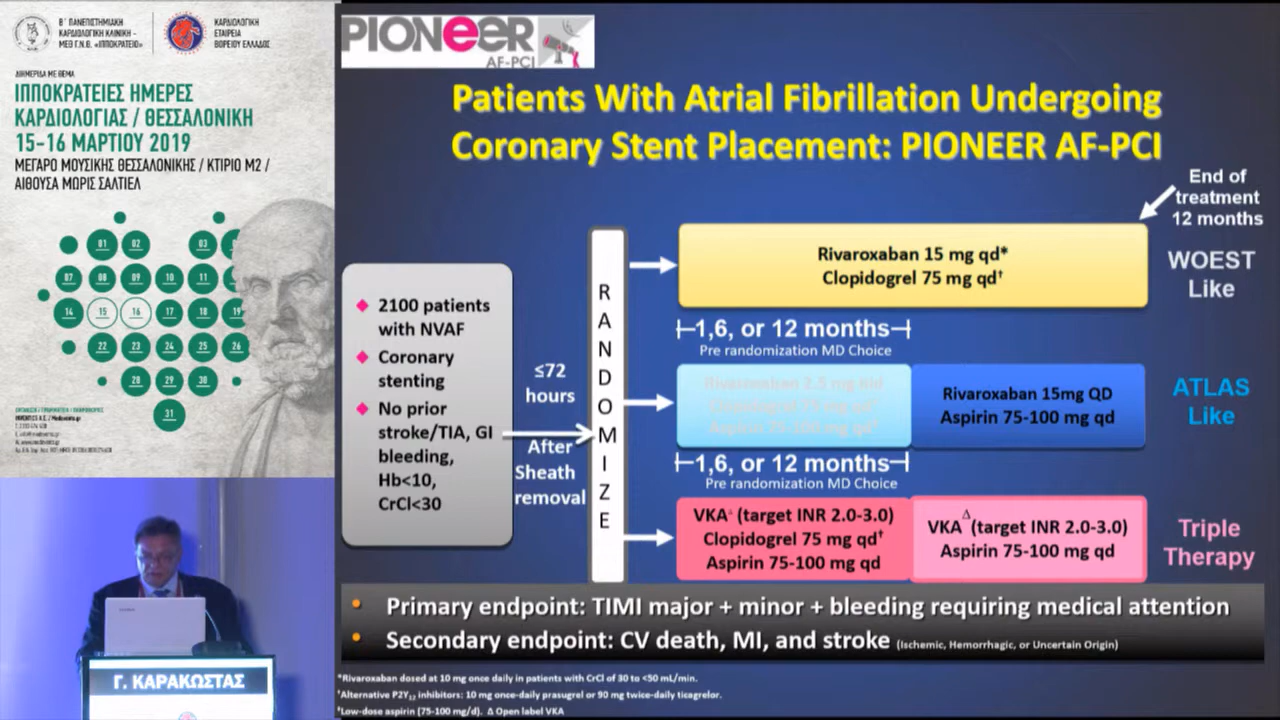 Β΄ ΠΑΝΕΠΙΣΤΗΜΙΑΚΗ
ΚΑΡΔΙΟΛΟΓΙΚΗ ΚΛΙΝΙΚΗ -
ΜΕΘ Γ.Ν.Θ. «ΙΠΠΟΚΡΑΤΕΙΟ»
ΚΑΡΔΙΟΛΟΓΙΚΗ
ΕΤΑΙΡΕΙΑ
ΒΟΡΕΙΟΥ ΕΛΛΑΔΟΣ
ΔΙΗΜΕΡΙΔΑ ΜΕ ΘΕΜΑ
ΙΠΠΟΚΡΑΤΕΙΕΣ ΗΜΕΡΕΣ
ΚΑΡΔΙΟΛΟΓΙΑΣ / ΘΕΣΣΑΛΟΝΙΚΗ
15-16 ΜΑΡΤΙΟΥ 2019
ΜΕΓΑΡΟ ΜΟΥΣΙΚΗΣ ΘΕΣΣΑΛΟΝΙΚΗΣ / ΚΤΙΡΙΟ Μ2 /
ΑΙΘΟΥΣΑ ΜΩΡΙΣ ΣΑΛΤΙΕΛ
01 02 03
07 08 09 10 11
14 15 16 17 18 19
22 23 24 25 26
28 29 30
31
Γ. ΚΑΡΑΚΩΣΤΑΣ
PIONEER
AF-PCI
Patients With Atrial Fibrillation Undergoing
Coronary Stent Placement: PIONEER AF-PCI
End of
treatment
12 months
2100 patients
with NVAF
Coronary
stenting
No prior
stroke/TIA, GI
bleeding,
Hb<10,
CrCl<30
≤72
hours
After
Sheath
removal
RANDOMIZE
Rivaroxaban 15 mg qd*
Clopidogrel 75 mg qd†
WOEST
Like
1,6, or 12 months
Pre randomization MD Choice
Rivaroxaban 15mg QD
Aspirin 75-100 mg qd
ATLAS
Like
1,6, or 12 months
Pre randomization MD Choice
VKAΔ (target INR 2.0-3.0)
Clopidogrel 75 mg qd†
Aspirin 75-100 mg qd
VKAΔ (target INR 2.0-3.0)
Aspirin 75-100 mg qd
Triple
Therapy
• Primary endpoint: TIMI major + minor + bleeding requiring medical attention
• Secondary endpoint: CV death, MI, and stroke (Ischemic, Hemorrhagic, or Uncertain Origin)
*Rivaroxaban dosed at 10 mg once daily in patients with CrCl of 30 to <50 mL/min.
†Alternative P2Y12 inhibitors: 10 mg once-daily prasugrel or 90 mg twice-daily ticagrelor.
‡Low-dose aspirin (75-100 mg/d). Δ Open label VKA